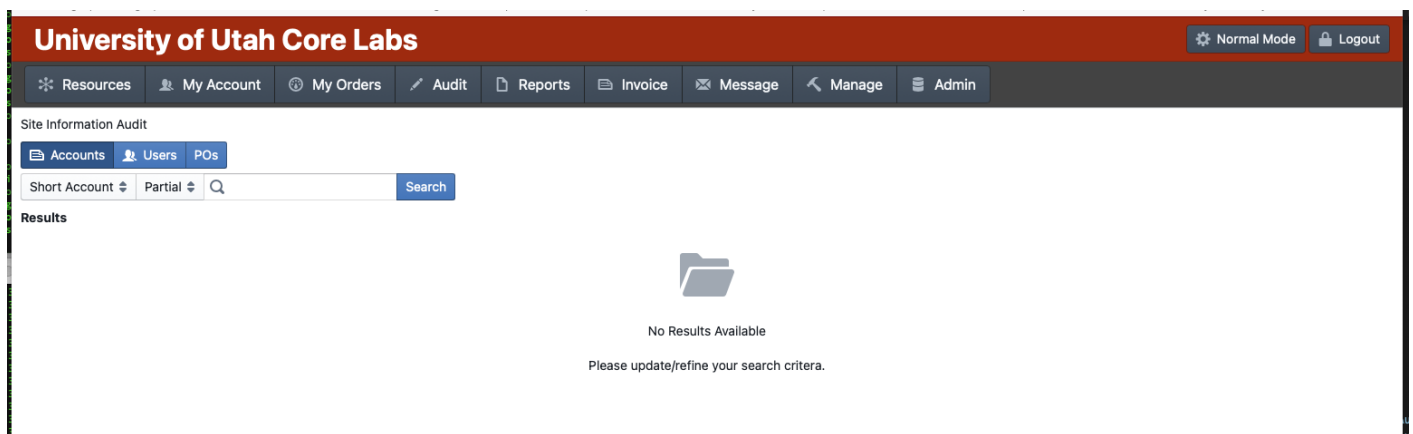 University of Utah Core Labs
Normal Mode
Logout
Resources
My Account
My Orders
Audit
Reports
Invoice
Message
Manage
Admin
Site Information Audit
Accounts
Users
POs
Short Account
Partial
Search
Results
No Results Available
Please update/refine your search critera.